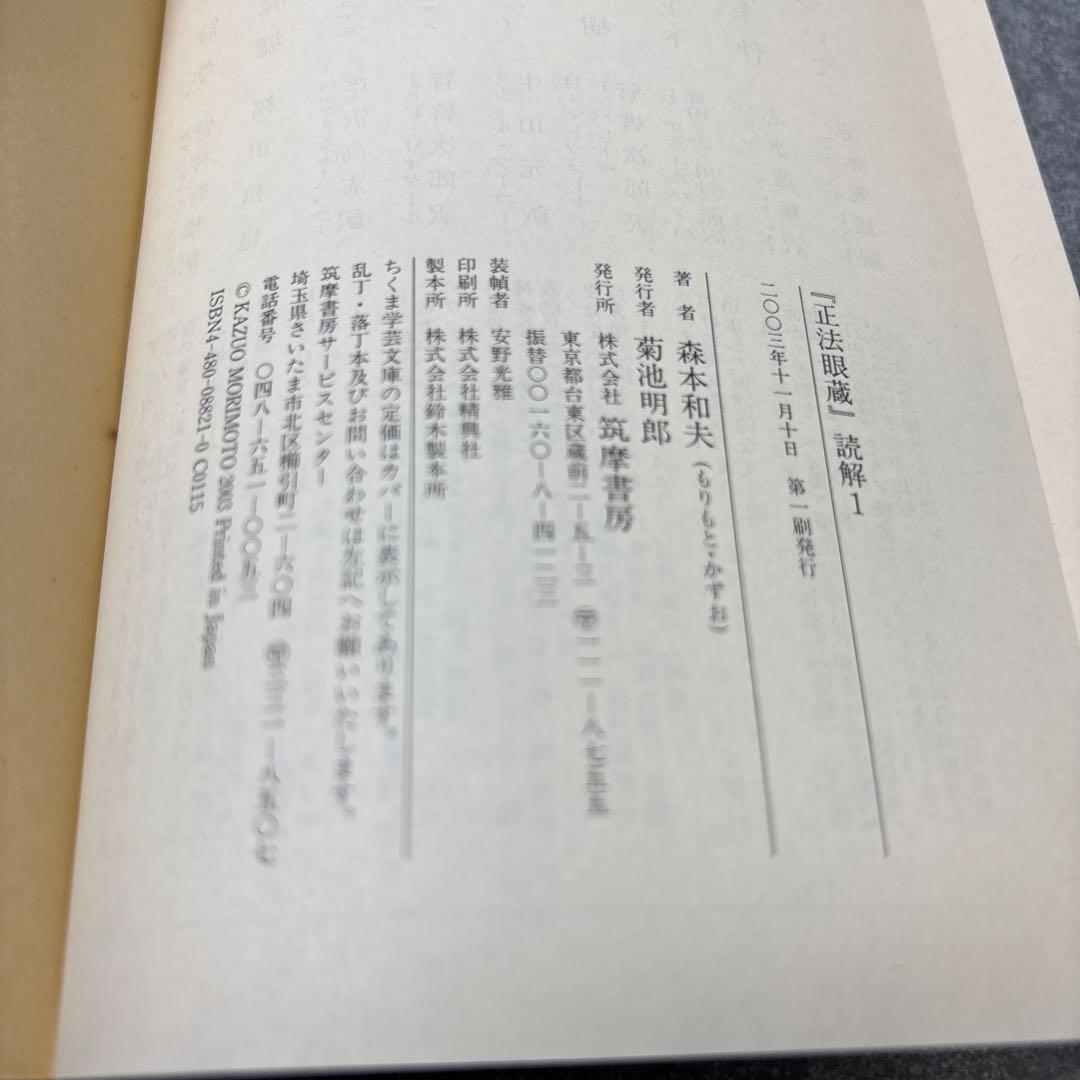 『正法眼蔵』読解1
二〇〇三年十一月十日　第一刷発行
著　者　森本和夫（もりもと・かずお）
発行者　菊池明郎
発行所　株式会社　筑摩書房
東京都台東区蔵前二―五―三　〒一一一―八七五五
振替〇〇一六〇―八―四一二三
装幀者　安野光雅
印刷所　株式会社精興社
製本所　株式会社鈴木製本所
ちくま学芸文庫の定価はカバーに表示してあります。
乱丁・落丁本及びお問い合わせは左記へお願いいたします。
筑摩書房サービスセンター
埼玉県さいたま市北区櫛引町二―六〇四　〒三三一―八五〇七
電話番号　〇四八―六五一―〇〇五三
© KAZUO MORIMOTO 2003 Printed in Japan
ISBN4-480-08821-0 C0115